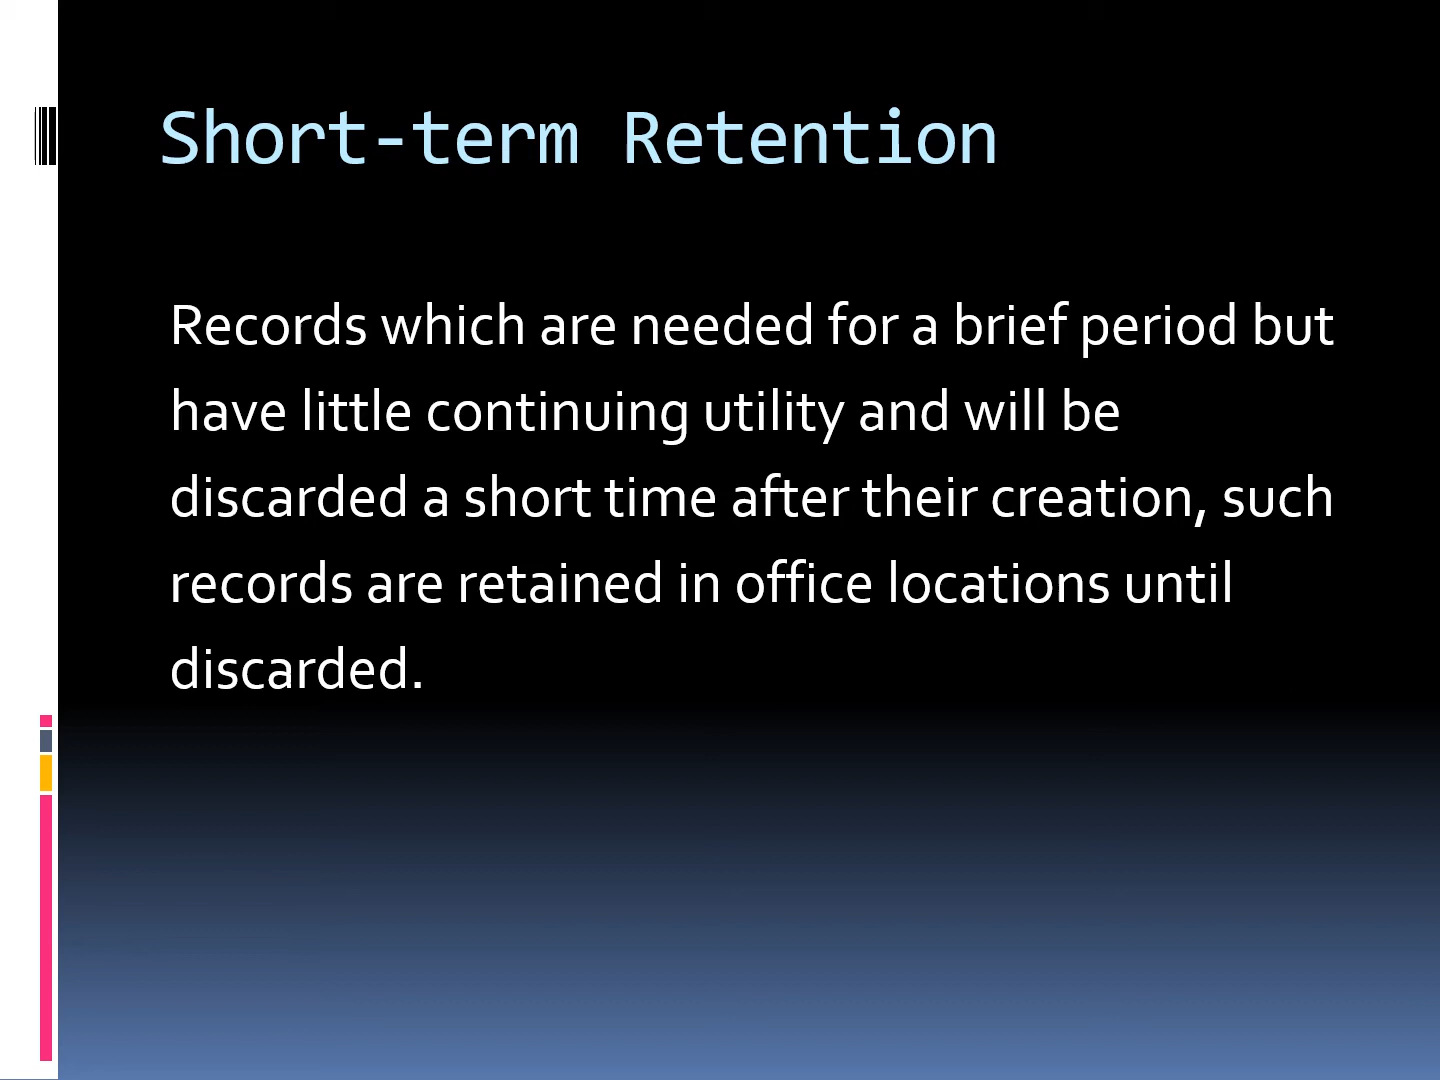 Short-term Retention
Records which are needed for a brief period but
have little continuing utility and will be
discarded a short time after their creation, such
records are retained in office locations until
discarded.